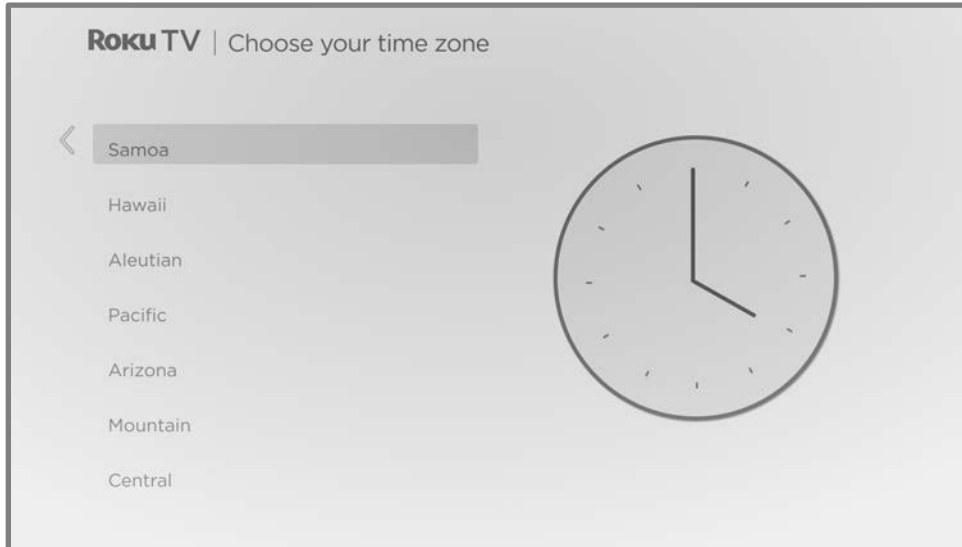 Roku TV | Choose your time zone
Samoa
Hawaii
Aleutian
Pacific
Arizona
Mountain
Central